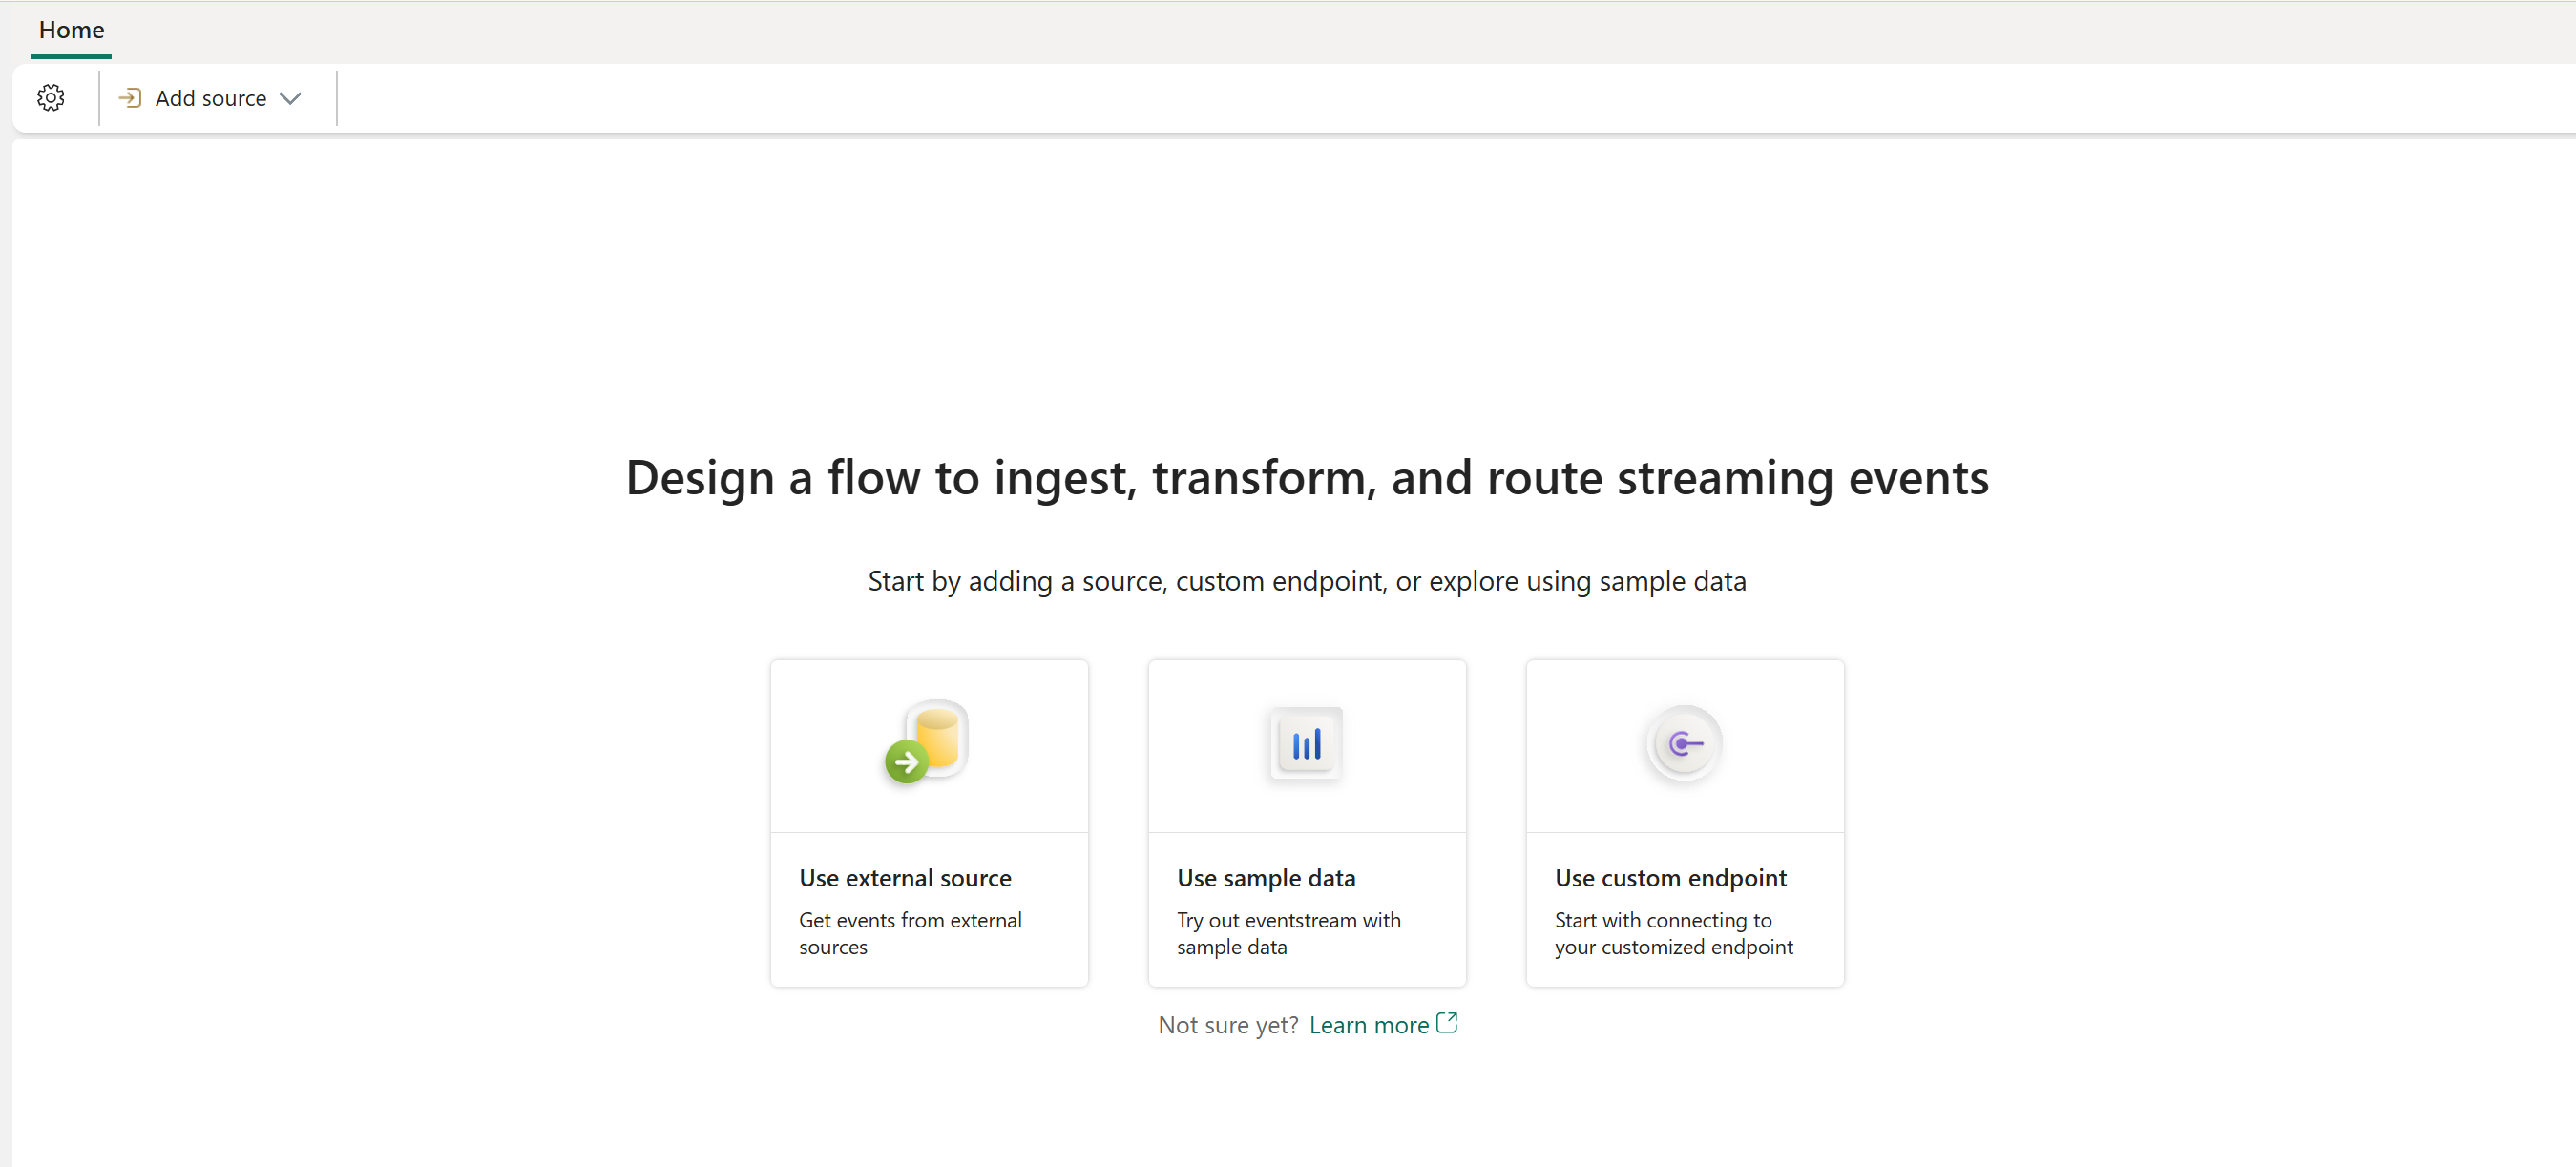 Home
Add source
Design a flow to ingest, transform, and route streaming events
Start by adding a source, custom endpoint, or explore using sample data
Use external source
Get events from external
sources
Use sample data
Try out eventstream with
sample data
Use custom endpoint
Start with connecting to
your customized endpoint
Not sure yet? Learn more